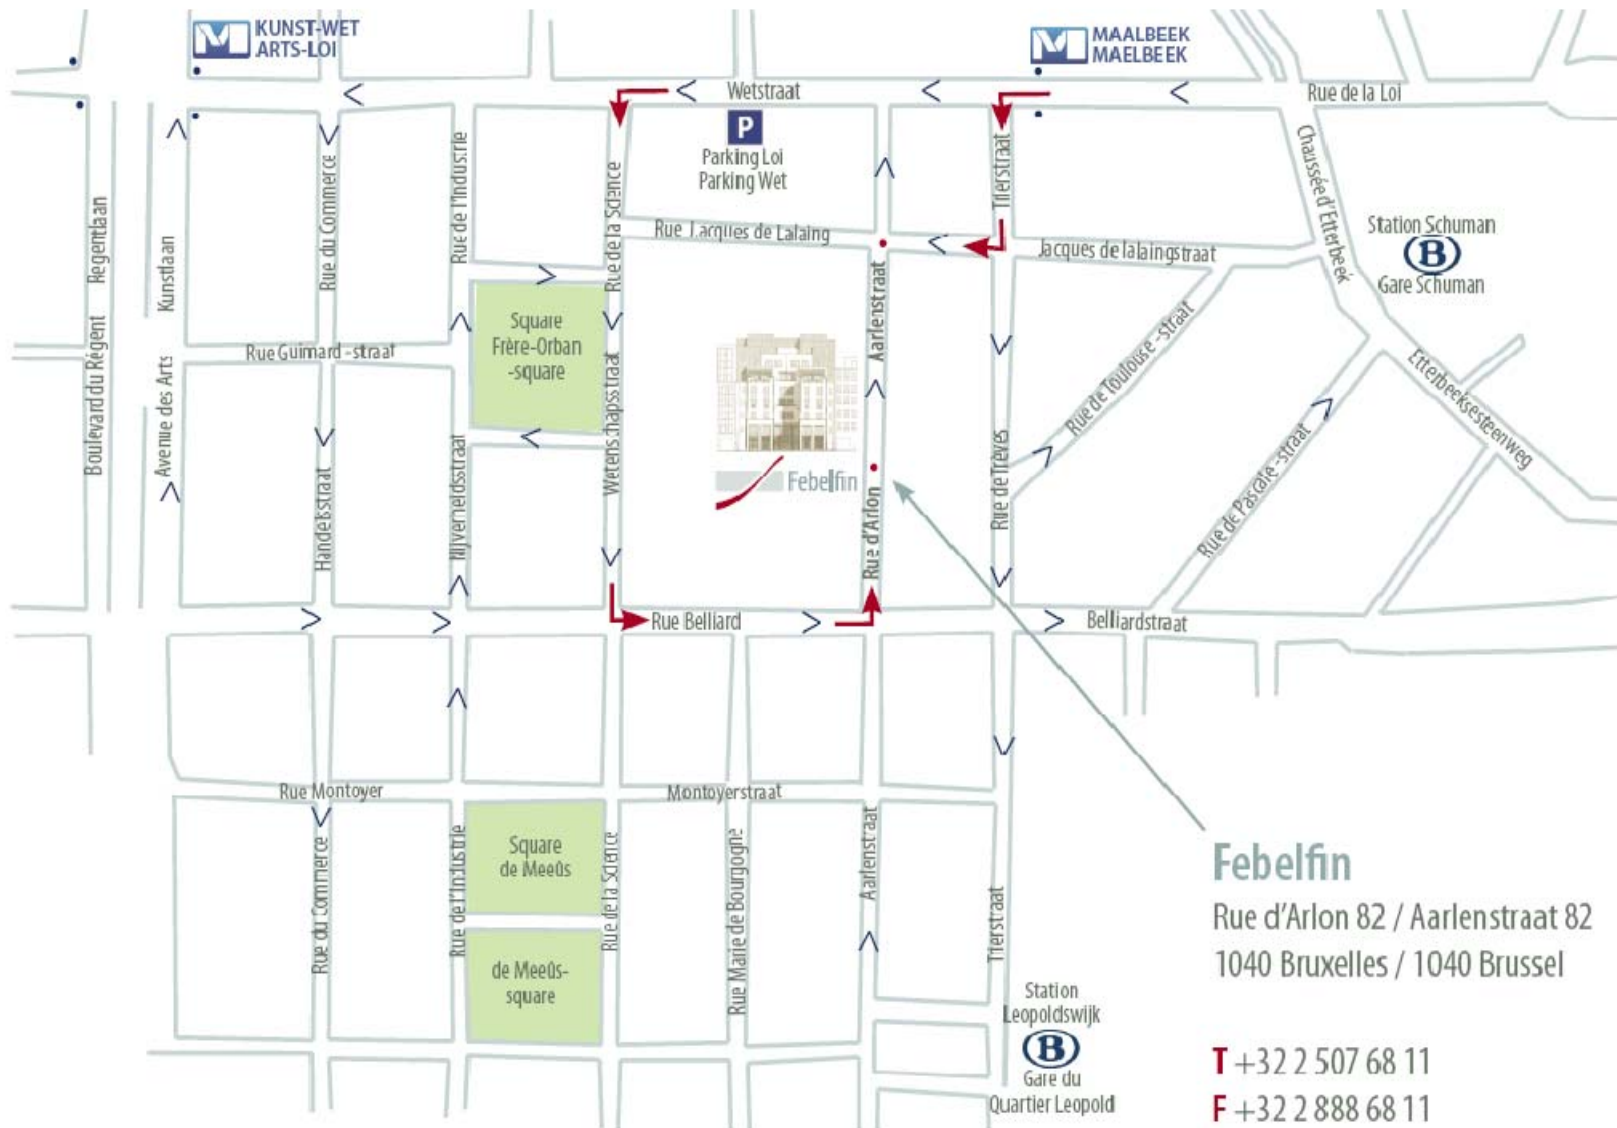 KUNST-WET
ARTS-LOI
MAALBEEK
MAELBEEK
Wetstraat
Rue de la Loi
P
Parking Loi
Parking Wet
Rue Jacques de Lalaing
Jacques de lalaingstraat
Station Schuman
B
Gare Schuman
Chaussée d'Etterbeek
Etterbeeksesteenweg
Regentlaan
Boulevard du Régent
Kunstlaan
Avenue des Arts
Rue du Commerce
Handelsstraat
Rue de l'Industrie
Nijverheidsstraat
Rue de la Science
Wetenschapsstraat
Trierstraat
Rue de Trèves
Aarlenstraat
Rue d'Arlon
Rue Guimard -straat
Square
Frère-Orban
-square
Febelfin
Rue de Toulouse -straat
Rue de Pascale -straat
Rue Belliard
Belliardstraat
Rue Montoyer
Montoyerstraat
Rue du Commerce
Rue de l'Industrie
Square
de Meeûs
de Meeûs-
square
Rue de la Science
Rue Marie de Bourgogne
Aarlenstraat
Trierstraat
Station
Leopoldswijk
B
Gare du
Quartier Leopold
Febelfin
Rue d'Arlon 82 / Aarlenstraat 82
1040 Bruxelles / 1040 Brussel
T +32 2 507 68 11
F +32 2 888 68 11